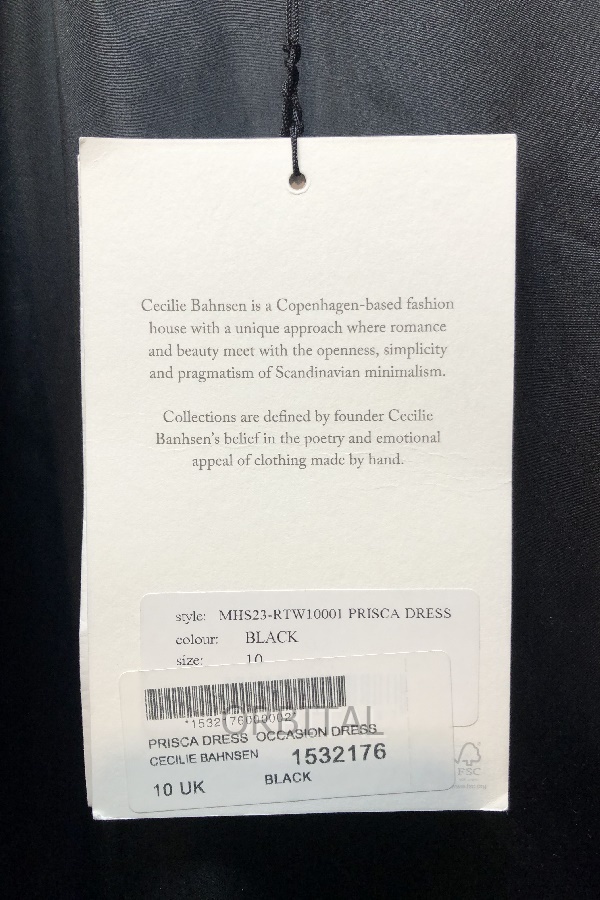 Cecilie Bahnsen is a Copenhagen-based fashion
house with a unique approach where romance
and beauty meet with the openness, simplicity
and pragmatism of Scandinavian minimalism.
Collections are defined by founder Cecilie
Banhsen's belief in the poetry and emotional
appeal of clothing made by hand.
style: MHS23-RTW10001 PRISCA DRESS
colour: BLACK
size: 10
*1532176000002*
ORBITAL
PRISCA DRESS OCCASION DRESS
CECILIE BAHNSEN 1532176
10 UK BLACK
FSC